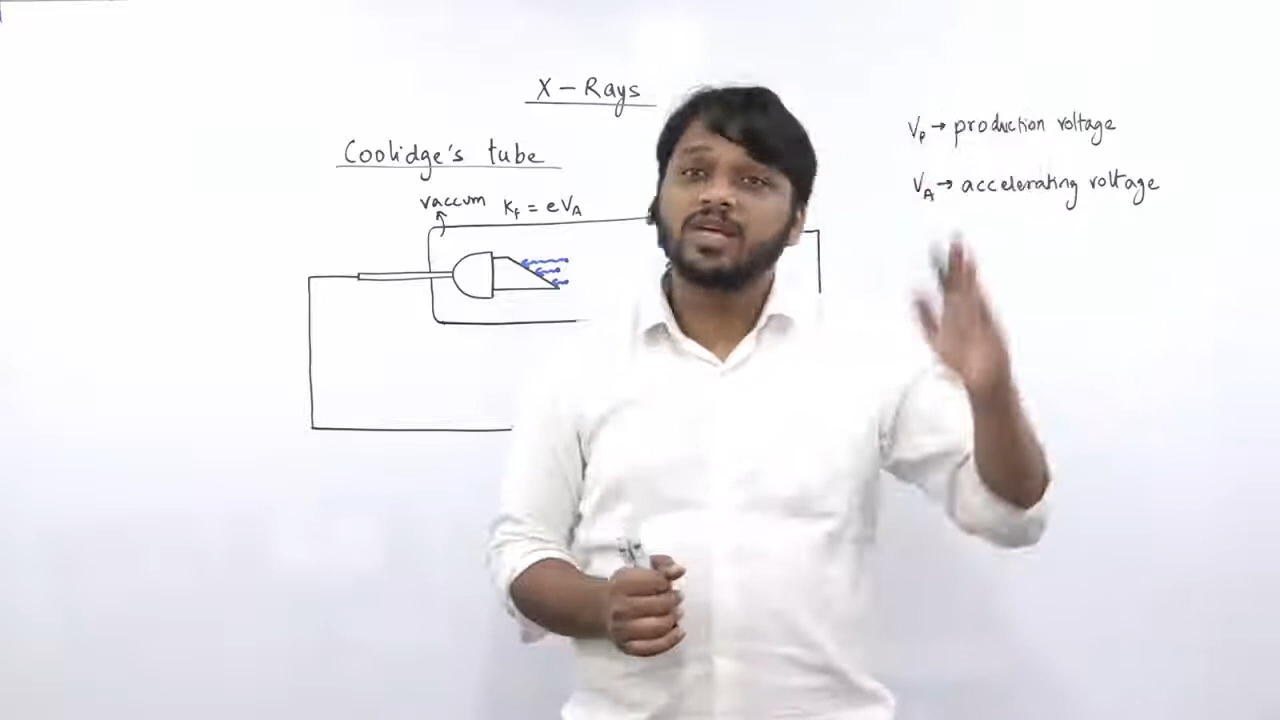 X - Rays
Coolidge's tube
vaccum K_f = eV_A
V_P → production voltage
V_A → accelerating voltage